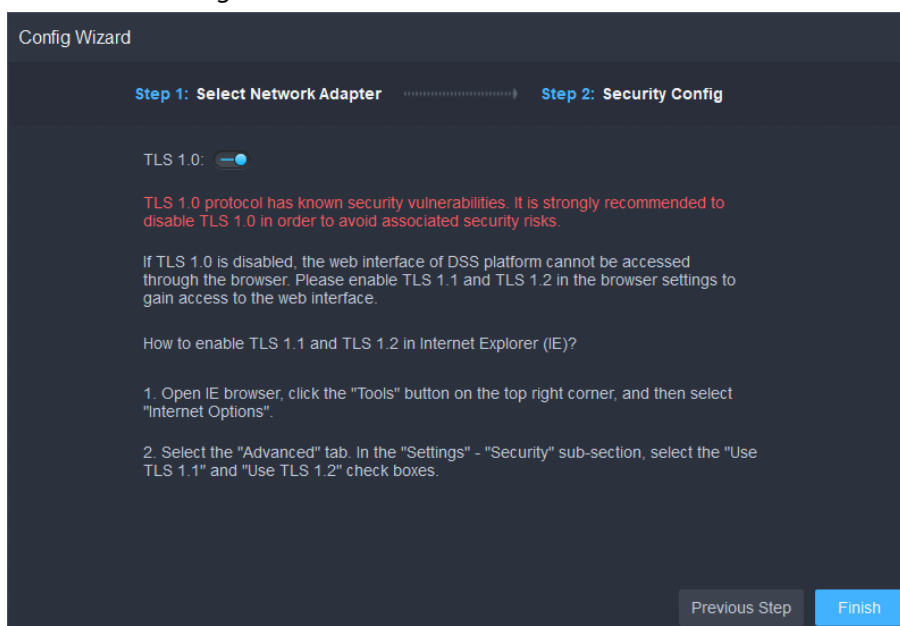 Config Wizard
Step 1: Select Network Adapter Step 2: Security Config
TLS 1.0:
TLS 1.0 protocol has known security vulnerabilities. It is strongly recommended to
disable TLS 1.0 in order to avoid associated security risks.
If TLS 1.0 is disabled, the web interface of DSS platform cannot be accessed
through the browser. Please enable TLS 1.1 and TLS 1.2 in the browser settings to
gain access to the web interface.
How to enable TLS 1.1 and TLS 1.2 in Internet Explorer (IE)?
1. Open IE browser, click the "Tools" button on the top right corner, and then select
"Internet Options".
2. Select the "Advanced" tab. In the "Settings" - "Security" sub-section, select the "Use
TLS 1.1" and "Use TLS 1.2" check boxes.
Previous Step Finish